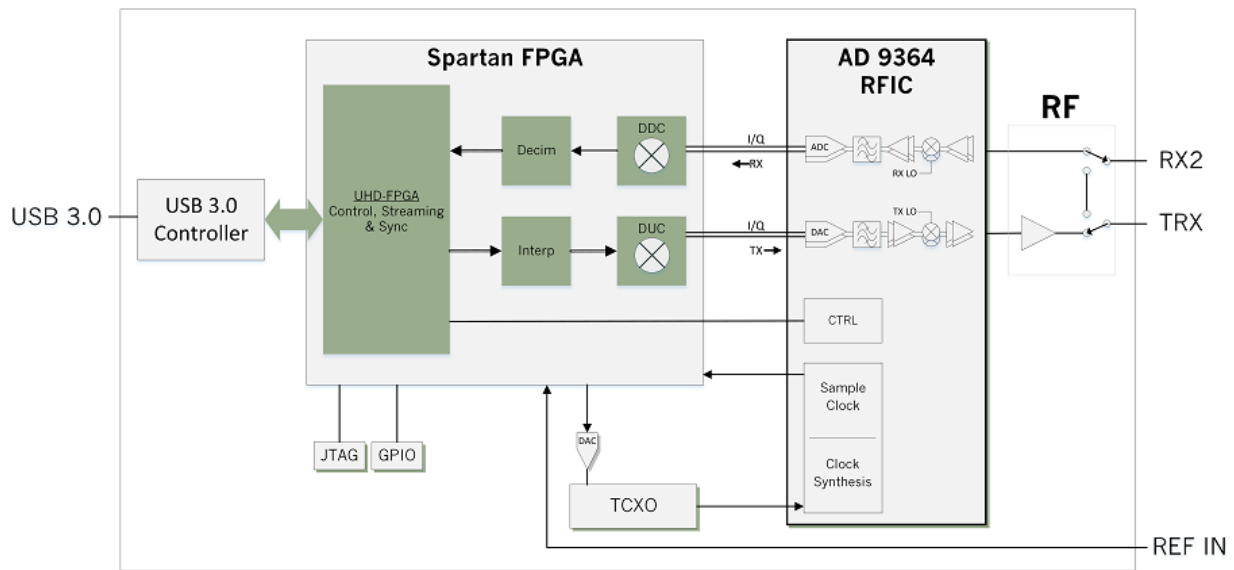 Spartan FPGA
AD 9364
RFIC
RF
DDC
Decim
I/Q
RX
ADC
RX LO
RX2
UHD-FPGA
Control, Streaming
& Sync
USB 3.0
USB 3.0
Controller
Interp
DUC
I/Q
TX
DAC
TX LO
TRX
CTRL
Sample
Clock
Clock
Synthesis
JTAG
GPIO
DAC
TCXO
REF IN